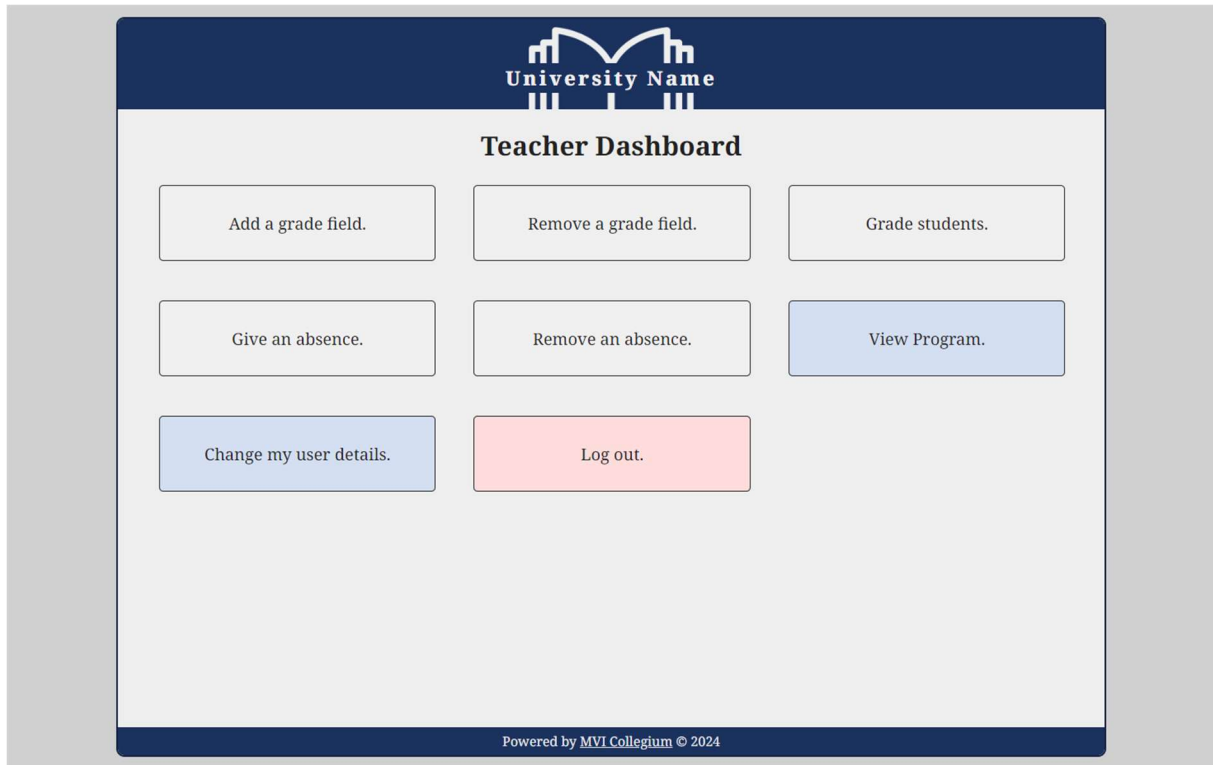 University Name
Teacher Dashboard
Add a grade field.
Remove a grade field.
Grade students.
Give an absence.
Remove an absence.
View Program.
Change my user details.
Log out.
Powered by MVI Collegium © 2024